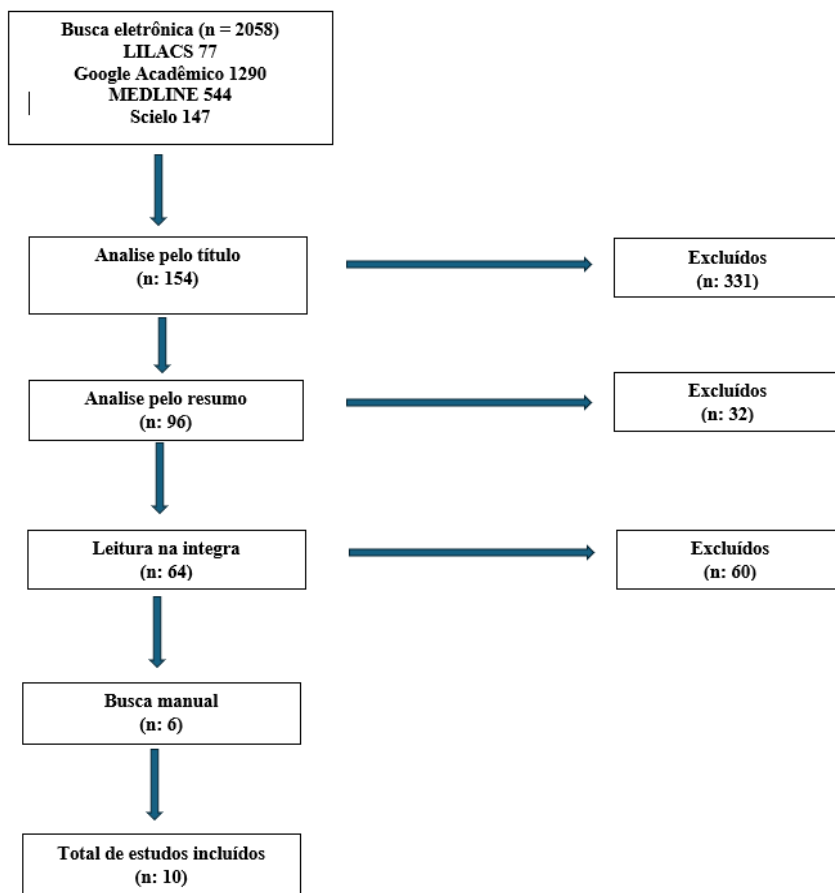 Busca eletrônica (n = 2058)
LILACS 77
Google Acadêmico 1290
MEDLINE 544
Scielo 147
Analise pelo título
(n: 154)
Excluídos
(n: 331)
Analise pelo resumo
(n: 96)
Excluídos
(n: 32)
Leitura na integra
(n: 64)
Excluídos
(n: 60)
Busca manual
(n: 6)
Total de estudos incluídos
(n: 10)